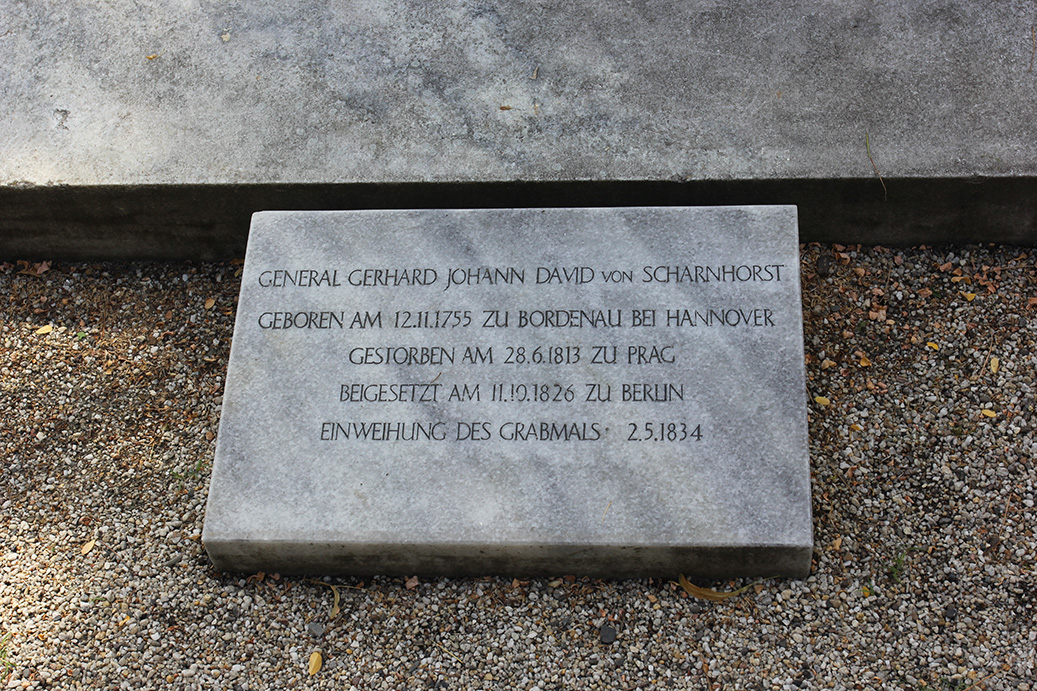 GENERAL GERHARD JOHANN DAVID VON SCHARNHORST
GEBOREN AM 12.11.1755 ZU BORDENAU BEI HANNOVER
GESTORBEN AM 28.6.1813 ZU PRAG
BEIGESETZT AM 11.10.1826 ZU BERLIN
EINWEIHUNG DES GRABMALS · 2.5.1834